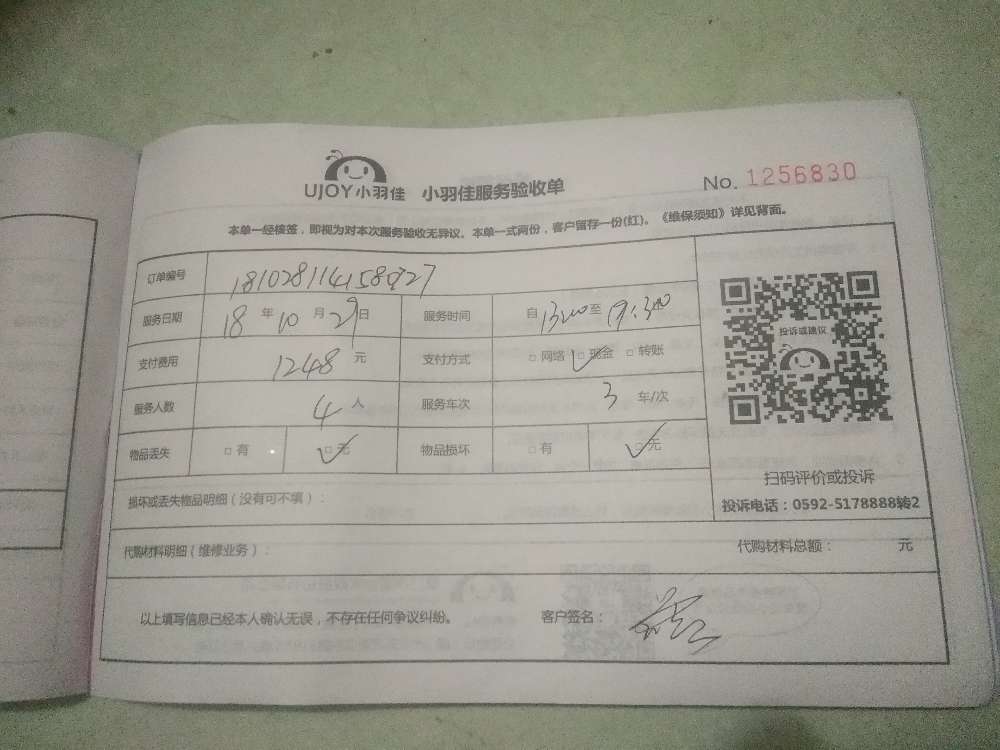 UJOY小羽佳 小羽佳服务验收单 No. 1256830
本单一经核签，即视为对本次服务验收无异议。本单一式两份，客户留存一份(红)。《维保须知》详见背面。
订单编号
服务日期 18 年 10 月 29 日 服务时间 自 13:00 至
支付费用 1248 元 支付方式 □ 网络 □ 现金 □ 转账
服务人数 4 人 服务车次 3 年/次
物品丢失 □ 有 □ 无 物品损坏 □ 有 □ 无
投诉或建议
扫码评价或投诉
投诉电话：0592-5178888转2
损坏或丢失物品明细（没有可不填）：
代购材料明细（维修业务）： 代购材料总额： 元
以上填写信息已经本人确认无误，不存在任何争议纠纷。 客户签名：